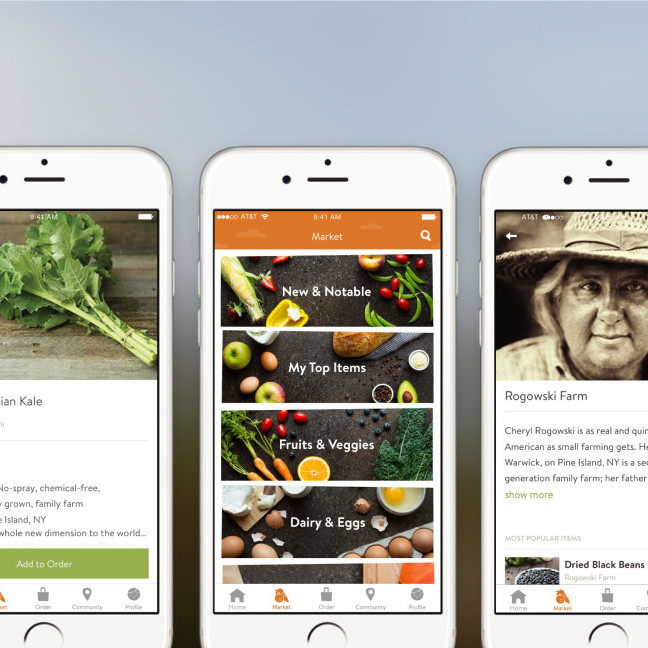 9:41 AM
ian Kale
No-spray, chemical-free,
grown, family farm
Island, NY
whole new dimension to the world...
Add to Order
Order
Community
Profile
AT&T
9:41 AM
Market
New & Notable
My Top Items
Fruits & Veggies
Dairy & Eggs
Home
Market
Order
Community
Profile
AT&T
Rogowski Farm
Cheryl Rogowski is as real and quin
American as small farming gets. He
Warwick, on Pine Island, NY is a sec
generation family farm; her father
show more
MOST POPULAR ITEMS
Dried Black Beans
Rogowski Farm
Home
Market
Order